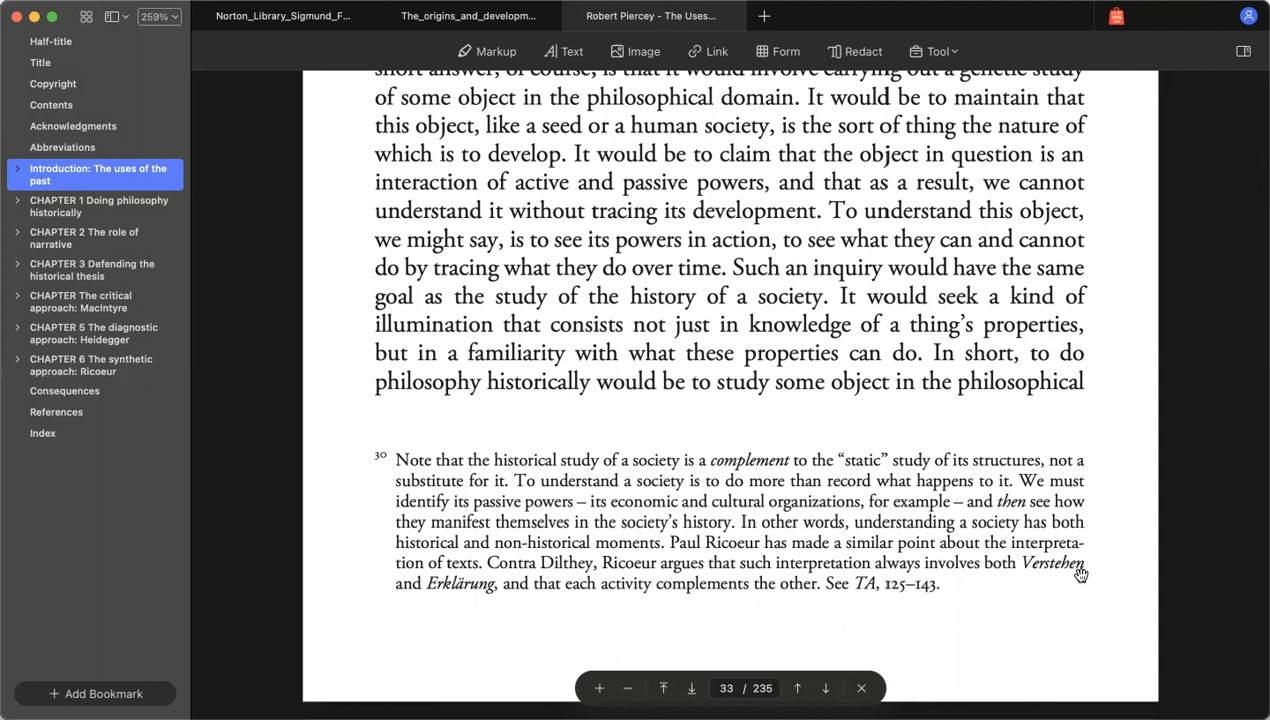 259%
Norton_Library_Sigmund_F...
The_origins_and_developm...
Robert Piercey - The Uses...
Markup
Text
Image
Link
Form
Redact
Tool
Half-title
Title
Copyright
Contents
Acknowledgments
Abbreviations
Introduction: The uses of the
past
CHAPTER 1 Doing philosophy
historically
CHAPTER 2 The role of
narrative
CHAPTER 3 Defending the
historical thesis
CHAPTER The critical
approach: MacIntyre
CHAPTER 5 The diagnostic
approach: Heidegger
CHAPTER 6 The synthetic
approach: Ricoeur
Consequences
References
Index
Add Bookmark
short answer, of course, is that it would involve carrying out a genetic study
of some object in the philosophical domain. It would be to maintain that
this object, like a seed or a human society, is the sort of thing the nature of
which is to develop. It would be to claim that the object in question is an
interaction of active and passive powers, and that as a result, we cannot
understand it without tracing its development. To understand this object,
we might say, is to see its powers in action, to see what they can and cannot
do by tracing what they do over time. Such an inquiry would have the same
goal as the study of the history of a society. It would seek a kind of
illumination that consists not just in knowledge of a thing’s properties,
but in a familiarity with what these properties can do. In short, to do
philosophy historically would be to study some object in the philosophical
30 Note that the historical study of a society is a complement to the “static” study of its structures, not a
substitute for it. To understand a society is to do more than record what happens to it. We must
identify its passive powers – its economic and cultural organizations, for example – and then see how
they manifest themselves in the society’s history. In other words, understanding a society has both
historical and non-historical moments. Paul Ricoeur has made a similar point about the interpreta-
tion of texts. Contra Dilthey, Ricoeur argues that such interpretation always involves both Verstehen
and Erklärung, and that each activity complements the other. See TA, 125–143.
33 / 235